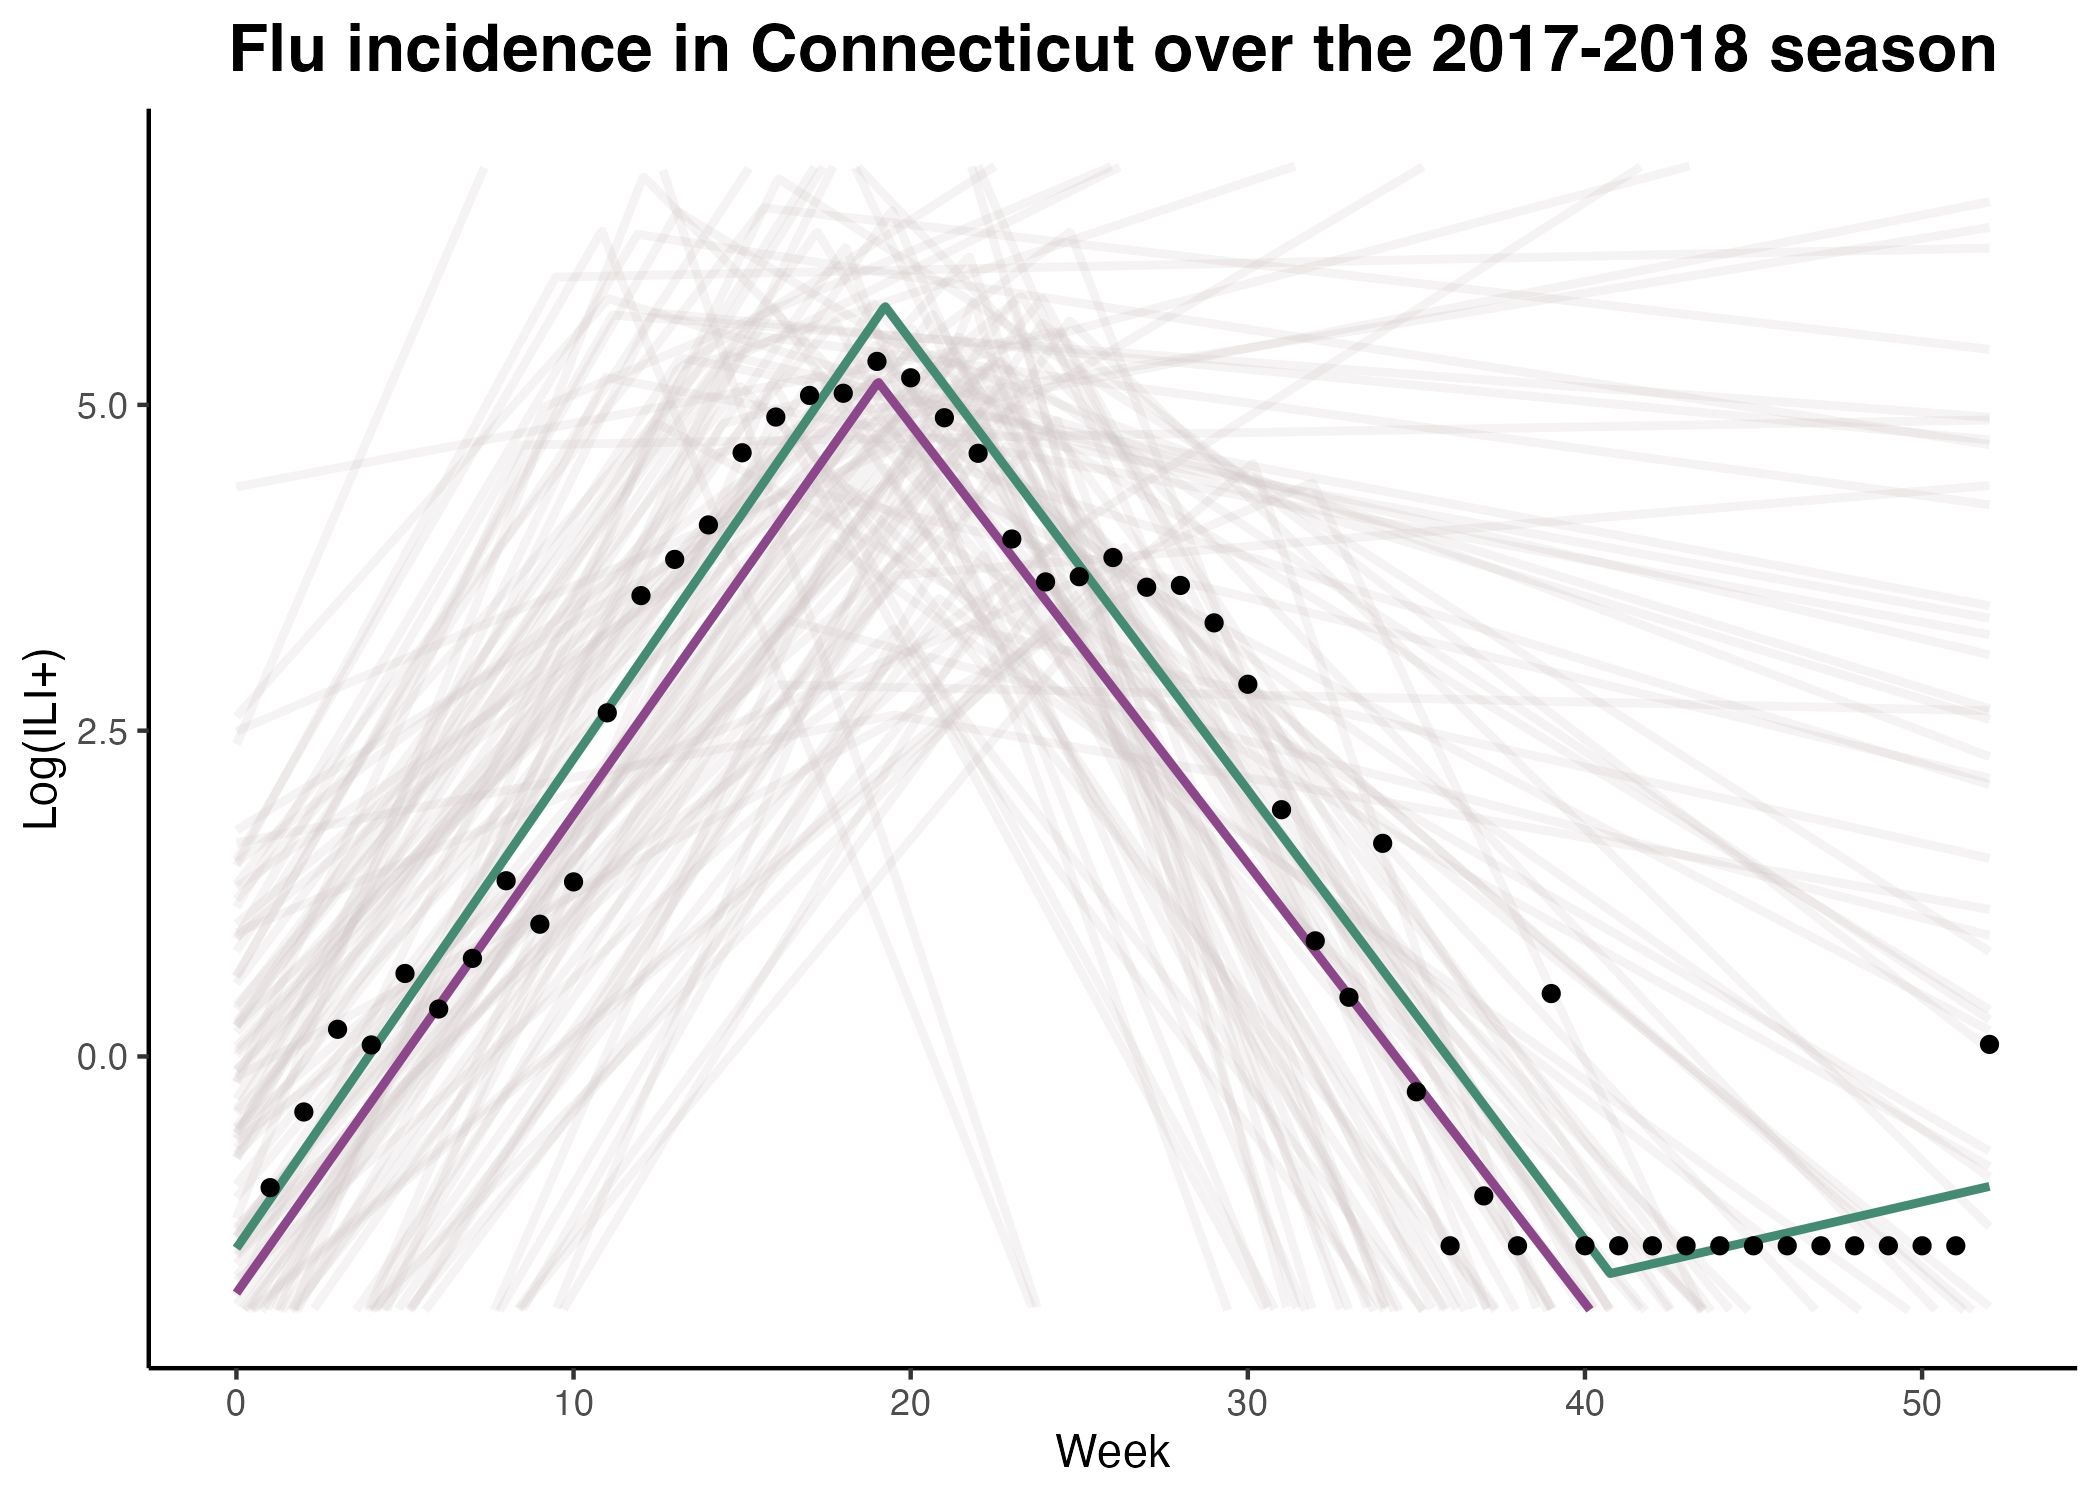 Flu incidence in Connecticut over the 2017-2018 season
Log(ILI+)
5.0
2.5
0.0
0 10 20 30 40 50
Week